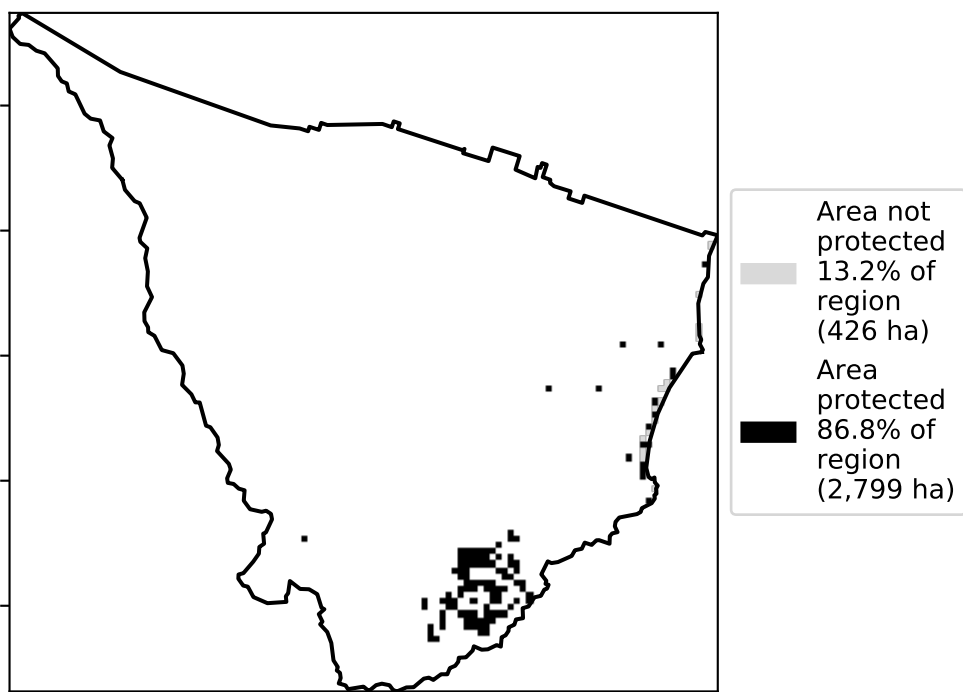 Area not
protected
13.2% of
region
(426 ha)
Area
protected
86.8% of
region
(2,799 ha)